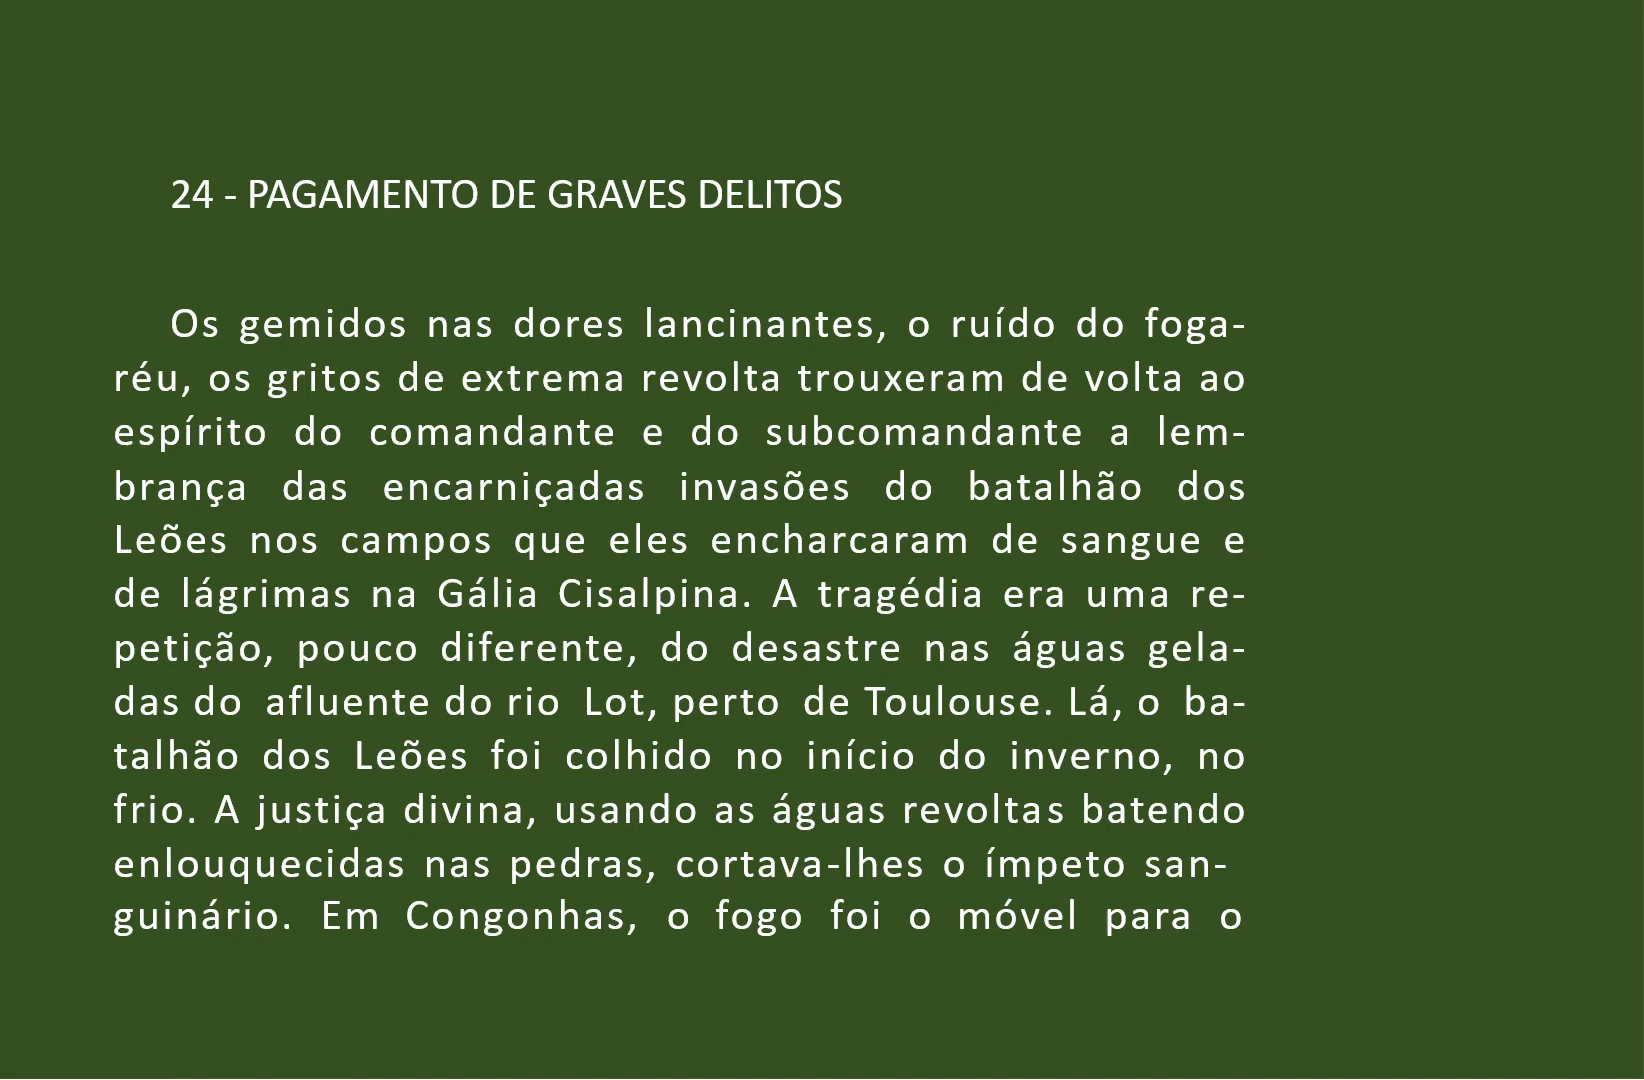 24 - PAGAMENTO DE GRAVES DELITOS
Os gemidos nas dores lancinantes, o ruído do foga-
réu, os gritos de extrema revolta trouxeram de volta ao
espírito do comandante e do subcomandante a lem-
brança das encarniçadas invasões do batalhão dos
Leões nos campos que eles encharcaram de sangue e
de lágrimas na Gália Cisalpina. A tragédia era uma re-
petição, pouco diferente, do desastre nas águas gela-
das do afluente do rio Lot, perto de Toulouse. Lá, o ba-
talhão dos Leões foi colhido no início do inverno, no
frio. A justiça divina, usando as águas revoltas batendo
enlouquecidas nas pedras, cortava-lhes o ímpeto san-
guinário. Em Congonhas, o fogo foi o móvel para o